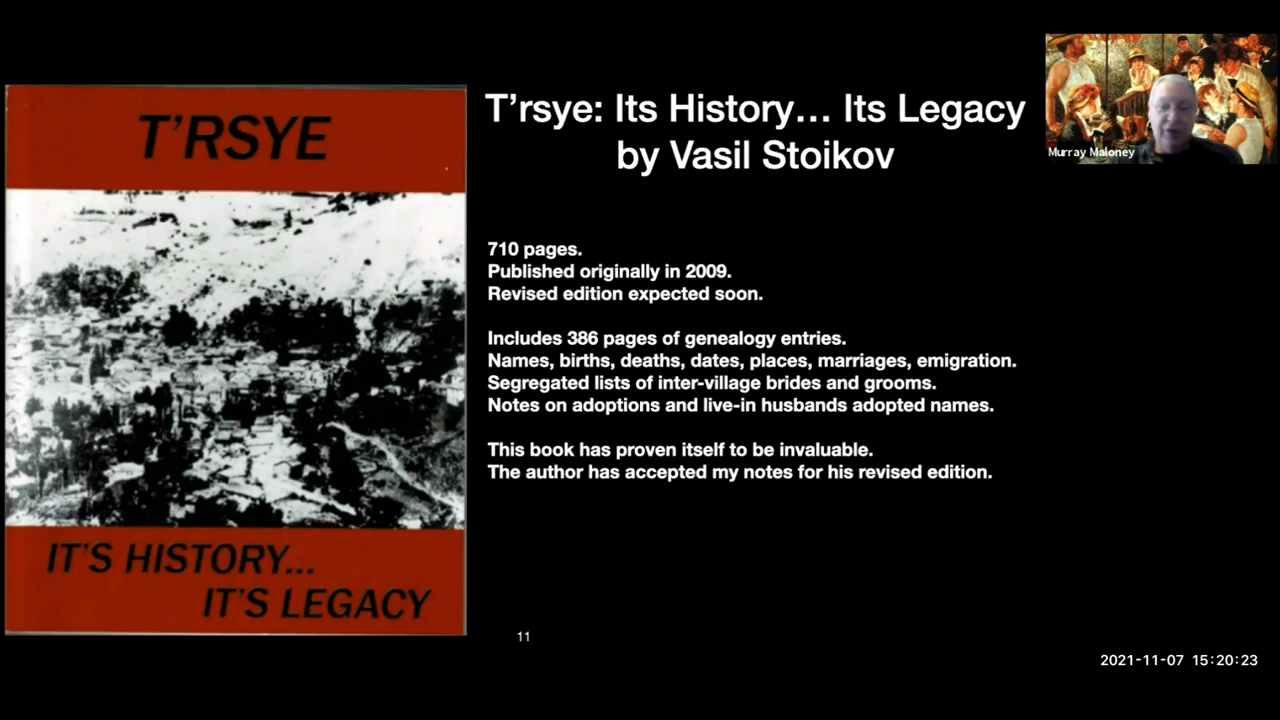 T'RSYE
IT'S HISTORY...
IT'S LEGACY
T'rsye: Its History... Its Legacy
by Vasil Stoikov
710 pages.
Published originally in 2009.
Revised edition expected soon.
Includes 386 pages of genealogy entries.
Names, births, deaths, dates, places, marriages, emigration.
Segregated lists of inter-village brides and grooms.
Notes on adoptions and live-in husbands adopted names.
This book has proven itself to be invaluable.
The author has accepted my notes for his revised edition.
11
Murray Maloney
2021-11-07 15:20:23